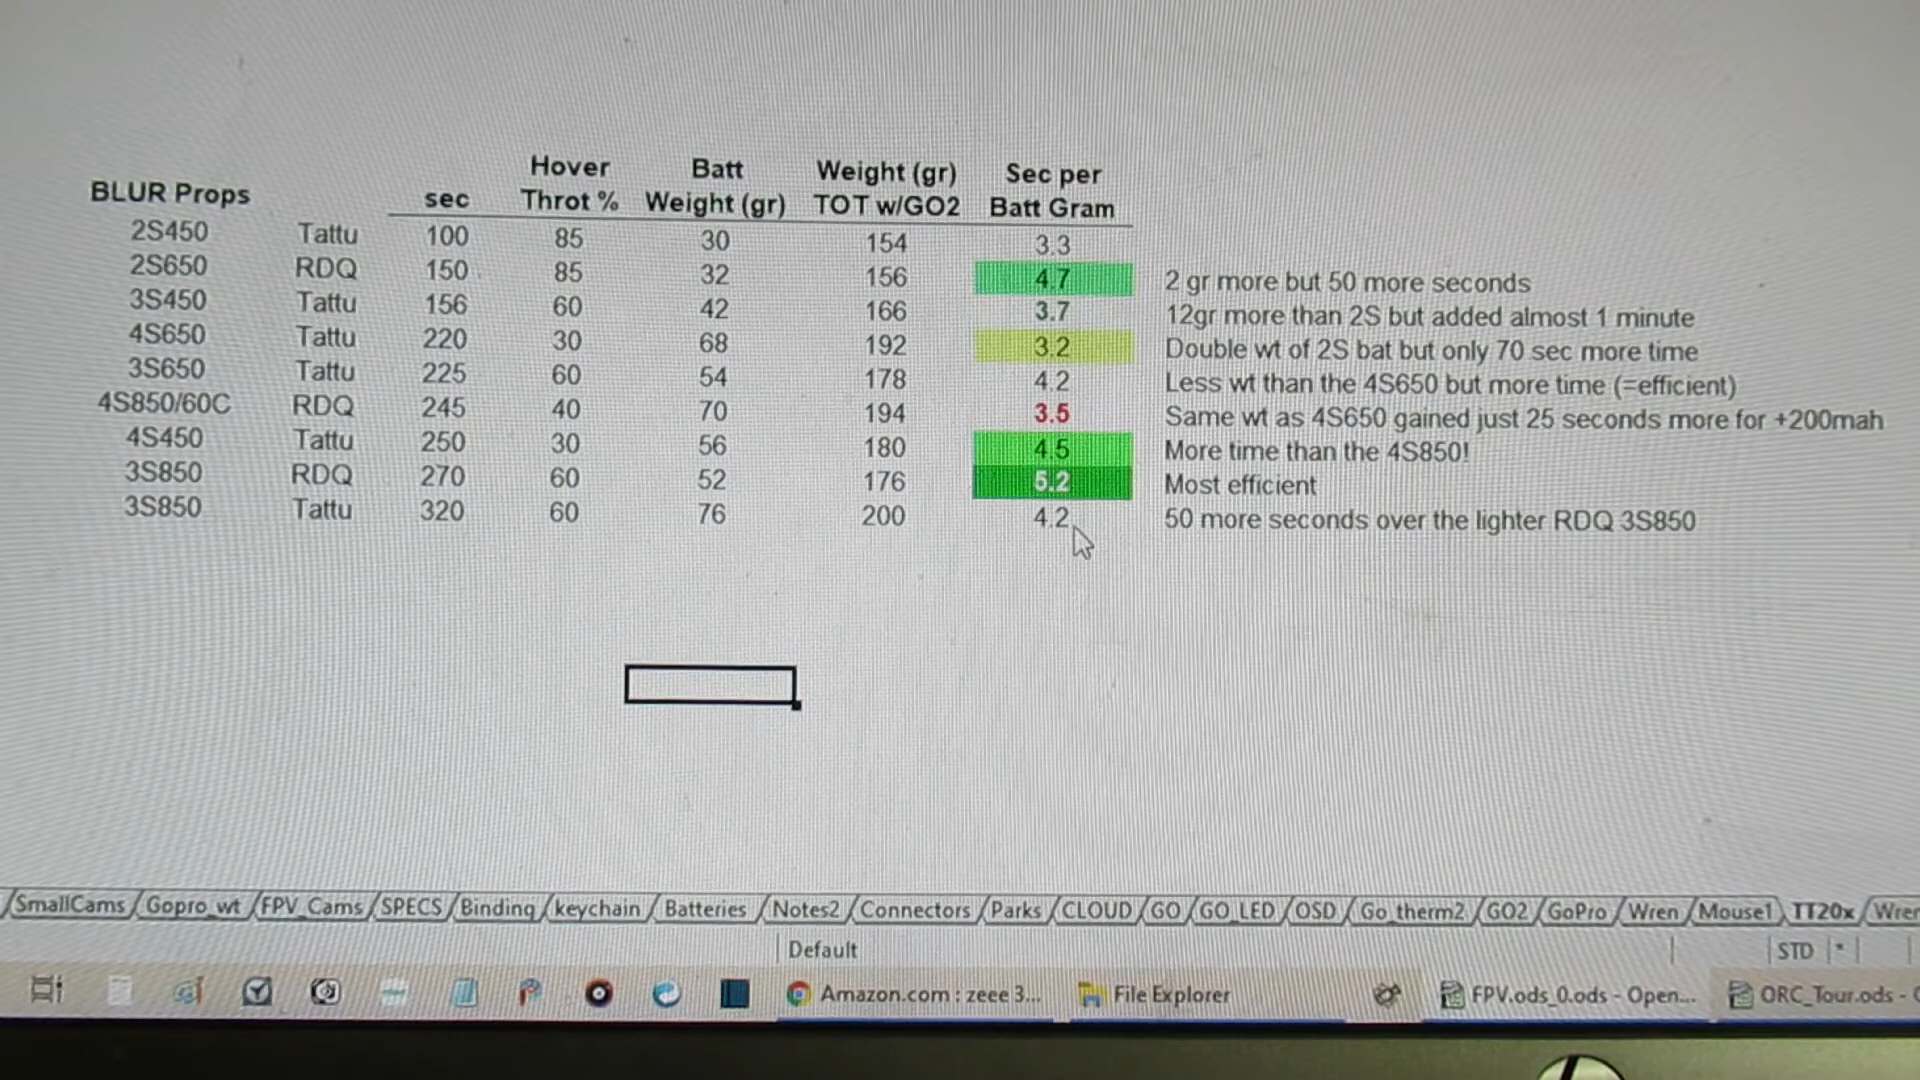 BLUR Props sec Hover Throt % Batt Weight (gr) Weight (gr) TOT w/GO2 Sec per Batt Gram
2S450 Tattu 100 85 30 154 3.3
2S650 RDQ 150 85 32 156 4.7 2 gr more but 50 more seconds
3S450 Tattu 156 60 42 166 3.7 12gr more than 2S but added almost 1 minute
4S650 Tattu 220 30 68 192 3.2 Double wt of 2S bat but only 70 sec more time
3S650 Tattu 225 60 54 178 4.2 Less wt than the 4S650 but more time (=efficient)
4S850/60C RDQ 245 40 70 194 3.5 Same wt as 4S650 gained just 25 seconds more for +200mah
4S450 Tattu 250 30 56 180 4.5 More time than the 4S850!
3S850 RDQ 270 60 52 176 5.2 Most efficient
3S850 Tattu 320 60 76 200 4.2 50 more seconds over the lighter RDQ 3S850
SmallCams Gopro_wt FPV_Cams SPECS Binding keychain Batteries Notes2 Connectors Parks CLOUD GO GO_LED OSD Go_therm2 GO2 GoPro Wren Mouse1 TT20x Wren
Default STD *
Amazon.com : zeee 3... File Explorer FPV.ods_0.ods - Open... ORC_Tour.ods -